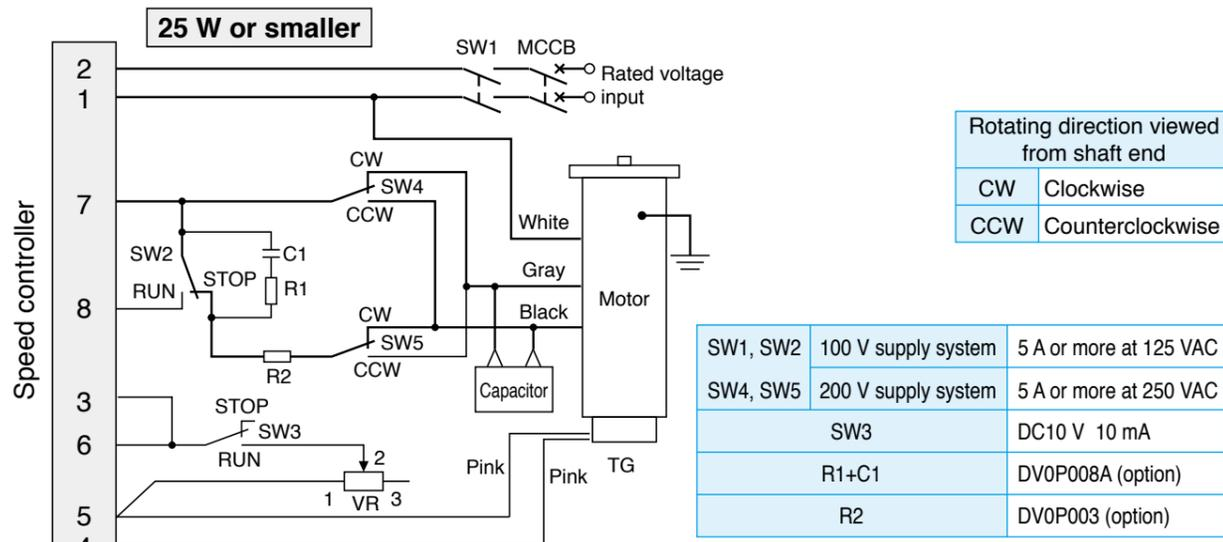 25 W or smaller
SW1 MCCB
2
Rated voltage
1
input
Rotating direction viewed
from shaft end
CW Clockwise
CCW Counterclockwise
CW
SW4
7
CCW
White
SW2
C1
STOP
RUN
R1
Gray
8
Black
Motor
CW
SW5
CCW
R2
Capacitor
Speed controller
3
STOP
SW3
6
RUN
2
1 VR 3
Pink
Pink
TG
5
SW1, SW2 100 V supply system 5 A or more at 125 VAC
SW4, SW5 200 V supply system 5 A or more at 250 VAC
SW3 DC10 V 10 mA
R1+C1 DV0P008A (option)
R2 DV0P003 (option)